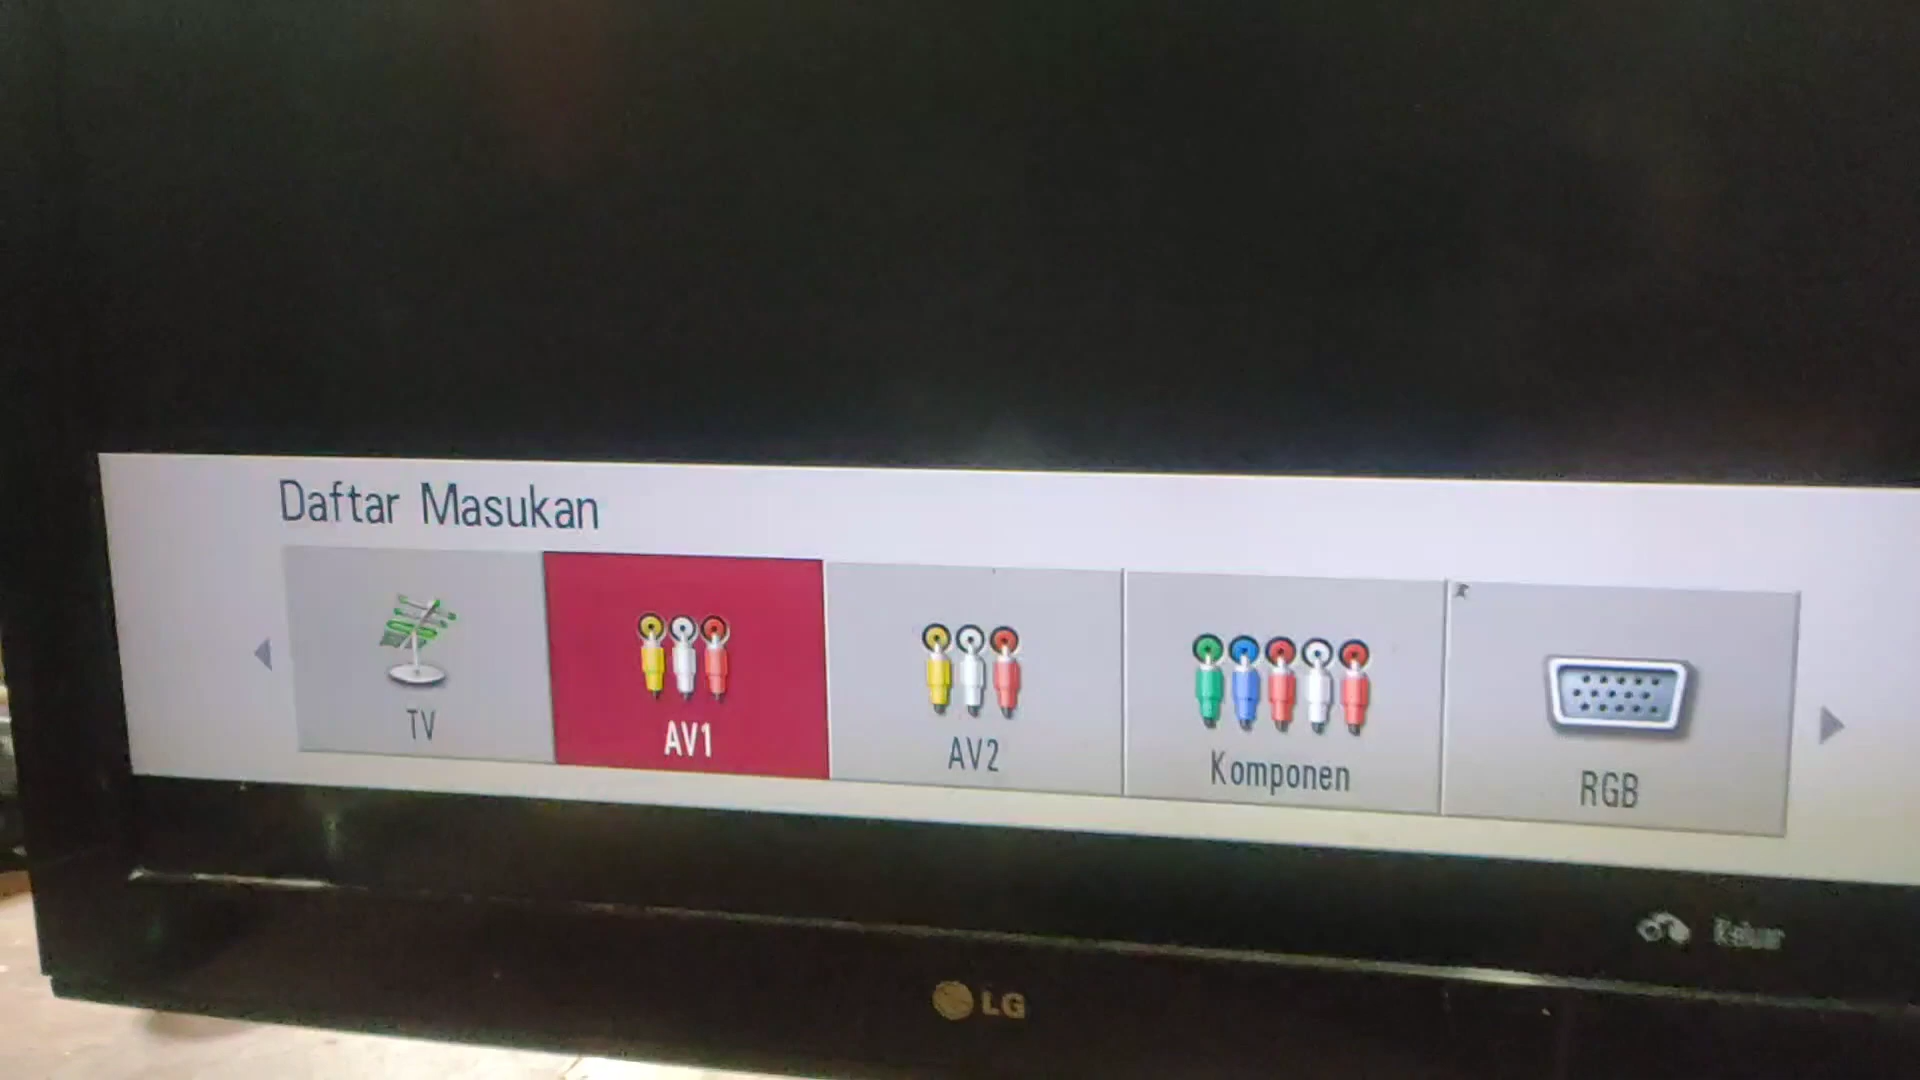 Daftar Masukan
TV
AV1
AV2
Komponen
RGB
Keluar
LG